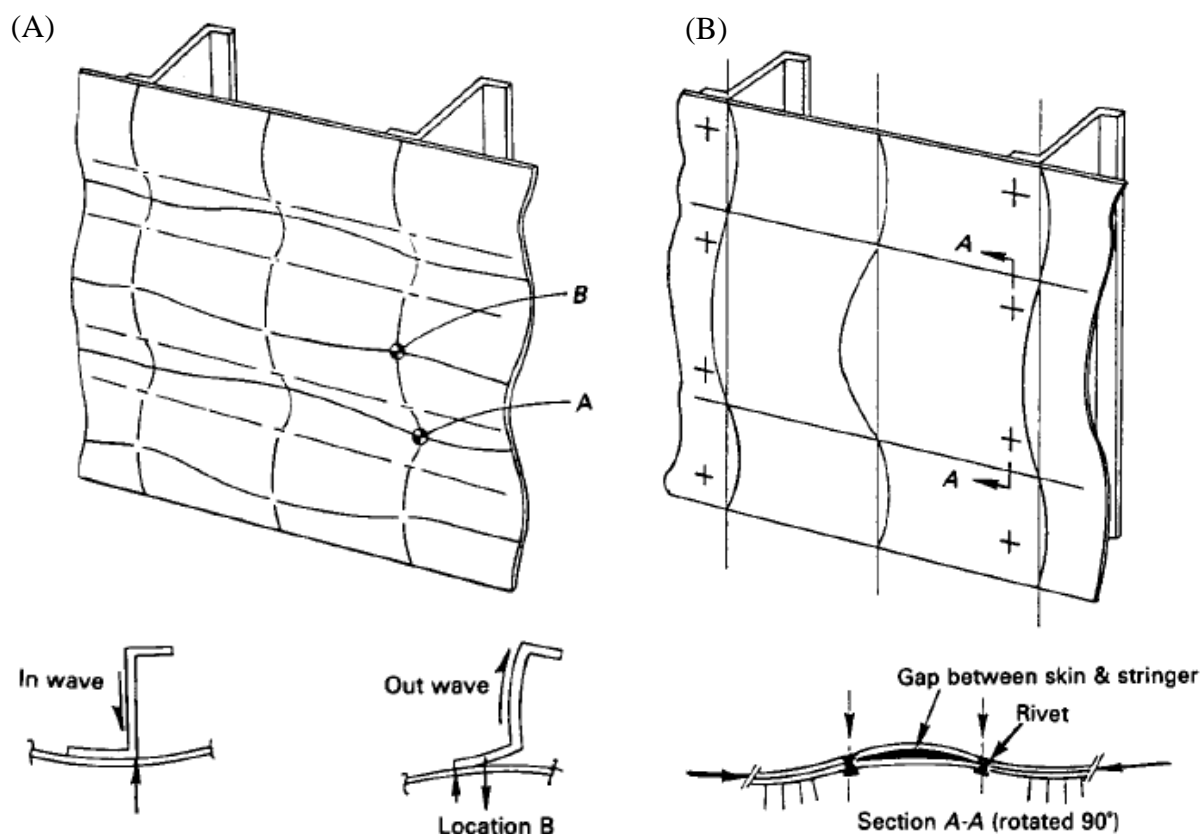 (A)
(B)
B
A
A
A
In wave
Out wave
Location B
Gap between skin & stringer
Rivet
Section A-A (rotated 90°)